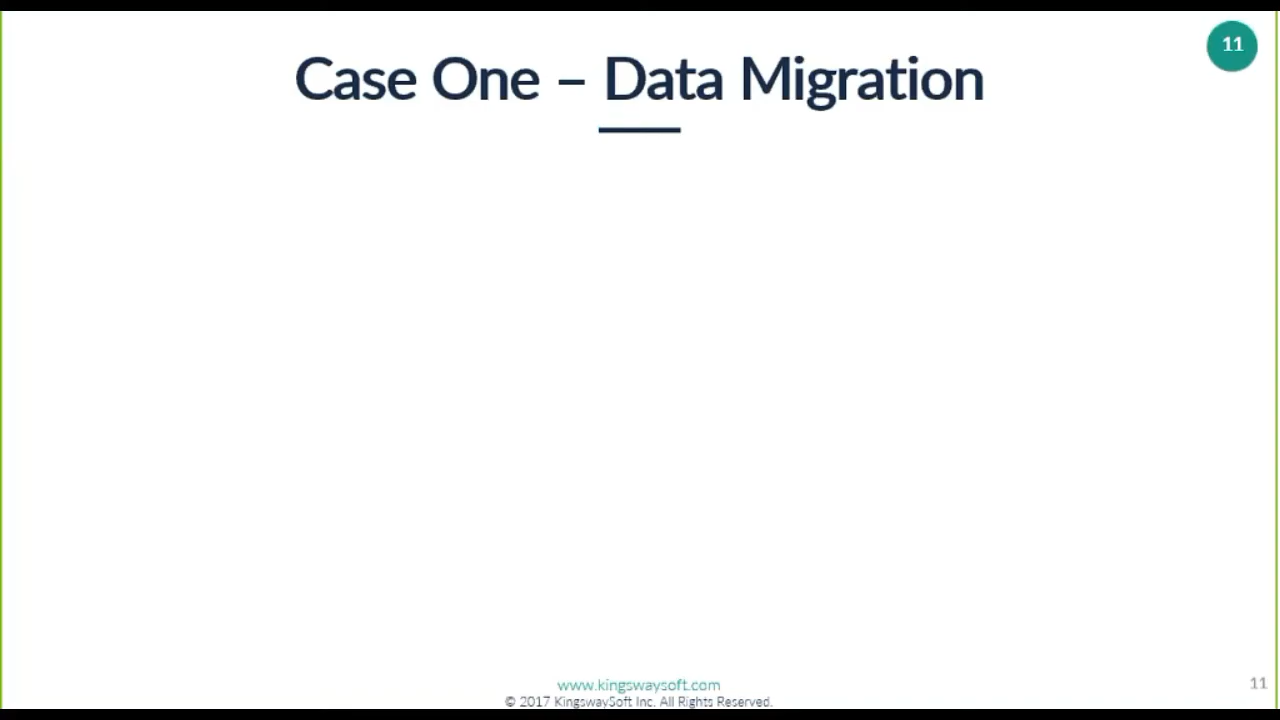 11
Case One – Data Migration
www.kingswaysoft.com
11
© 2017 KingswaySoft Inc. All Rights Reserved.